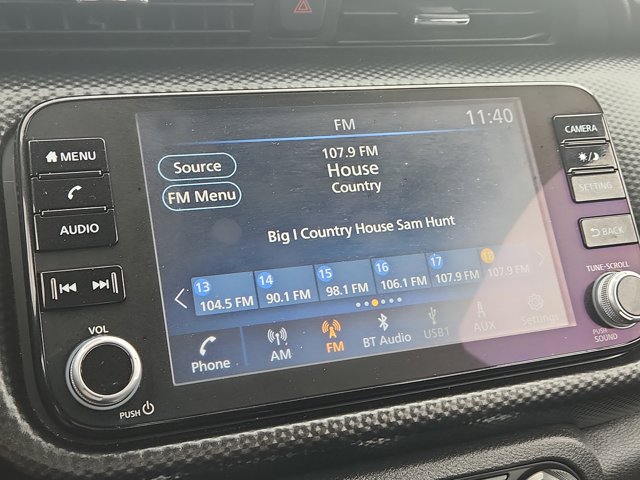 FM
11:40
CAMERA
MENU
Source
107.9 FM
House
Country
SETTING
FM Menu
AUDIO
Big I Country House Sam Hunt
BACK
13 14 15 16 17 18
104.5 FM 90.1 FM 98.1 FM 106.1 FM 107.9 FM 107.9 FM
TUNE·SCROLL
VOL
Phone AM FM BT Audio USB1 AUX Settings
PUSH
SOUND
PUSH